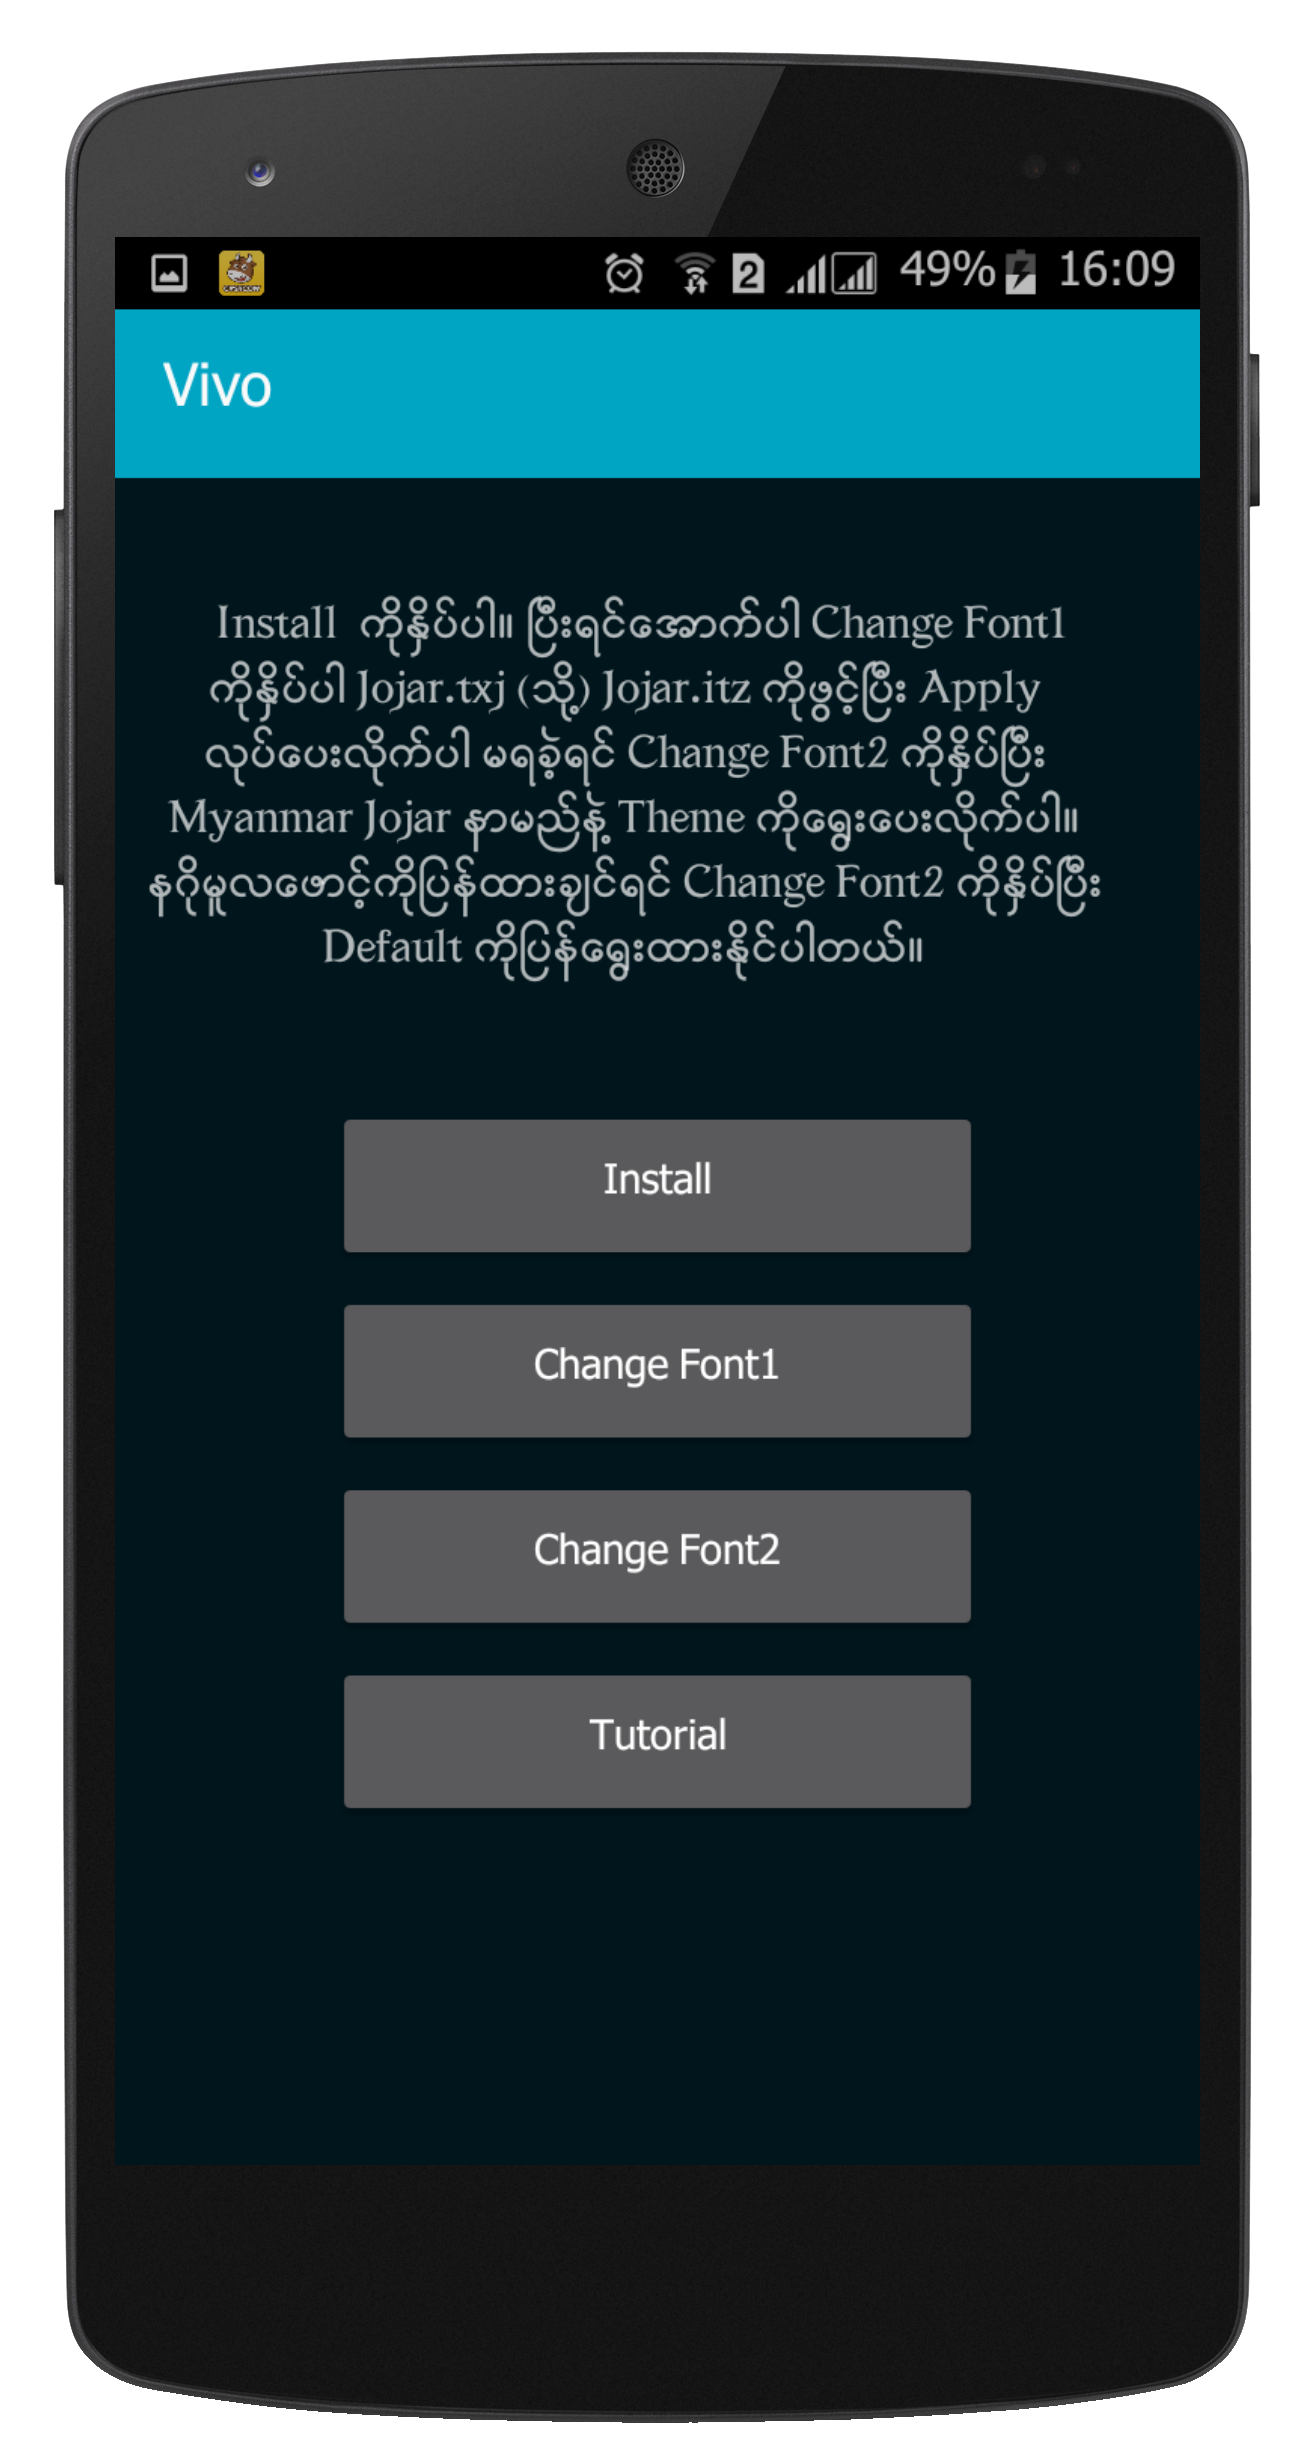 49% 16:09
Vivo
Install ကိုနှိပ်ပါ။ ပြီးရင်အောက်ပါ Change Font1
ကိုနှိပ်ပါ Jojar.txj (သို့) Jojar.itz ကိုဖွင့်ပြီး Apply
လုပ်ပေးလိုက်ပါ မရခဲ့ရင် Change Font2 ကိုနှိပ်ပြီး
Myanmar Jojar နာမည်နဲ့ Theme ကိုရွေးပေးလိုက်ပါ။
နဂိုမူလဖောင့်ကိုပြန်ထားချင်ရင် Change Font2 ကိုနှိပ်ပြီး
Default ကိုပြန်ရွေးထားနိုင်ပါတယ်။
Install
Change Font1
Change Font2
Tutorial